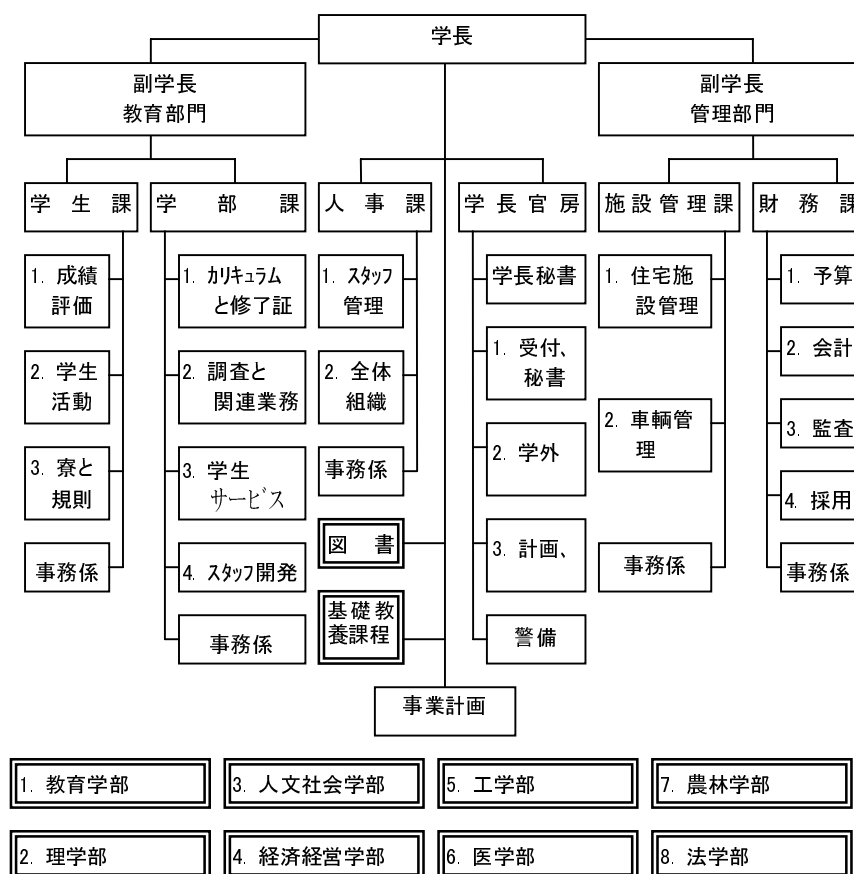 学長
副学長
教育部門
副学長
管理部門
学生課
学部課
人事課
学長官房
施設管理課
財務課
1. 成績
評価
2. 学生
活動
3. 寮と
規則
事務係
1. カリキュラム
と修了証
2. 調査と
関連業務
3. 学生
サービス
4. スタッフ開発
事務係
1. スタッフ
管理
2. 全体
組織
事務係
図書
基礎教
養課程
学長秘書
1. 受付、
秘書
2. 学外
3. 計画、
警備
1. 住宅施
設管理
2. 車輌管
理
事務係
1. 予算
2. 会計
3. 監査
4. 採用
事務係
事業計画
1. 教育学部
3. 人文社会学部
5. 工学部
7. 農林学部
2. 理学部
4. 経済経営学部
6. 医学部
8. 法学部